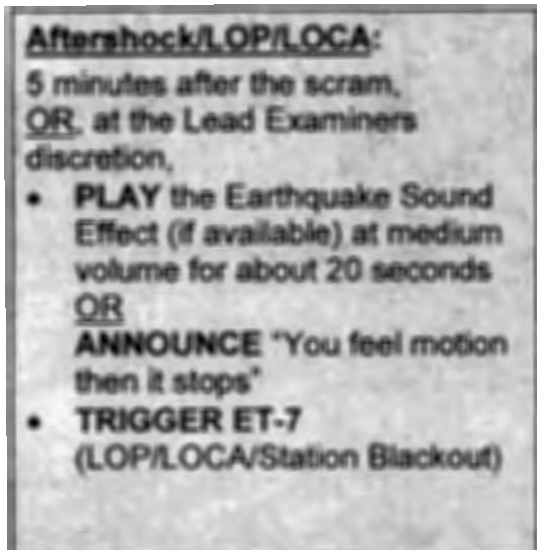 Aftershock/LOP/LOCA:
5 minutes after the scram,
OR, at the Lead Examiners
discretion,
• PLAY the Earthquake Sound
Effect (if available) at medium
volume for about 20 seconds
OR
ANNOUNCE "You feel motion
then it stops"
• TRIGGER ET-7
(LOP/LOCA/Station Blackout)